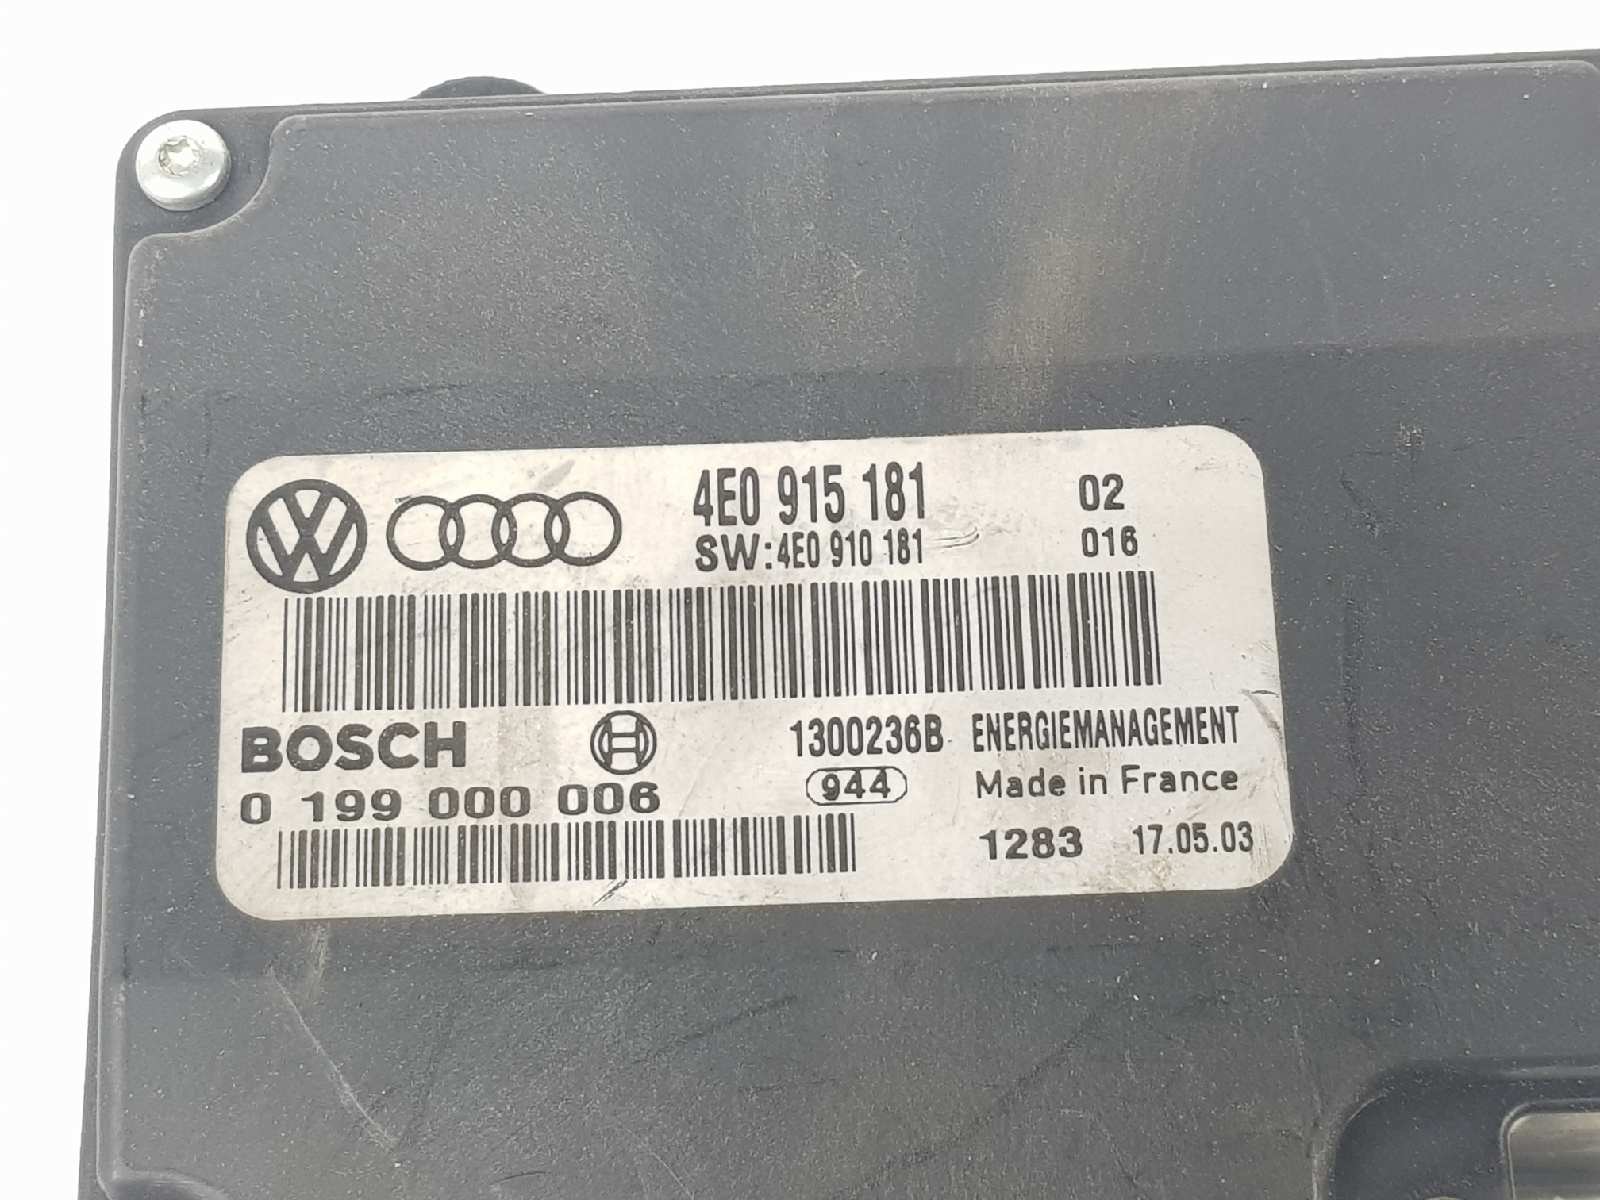 4E0 915 181 02
SW:4E0 910 181 016
BOSCH 1300236B ENERGIEMANAGEMENT
0 199 000 006 944 Made in France
1283 17.05.03